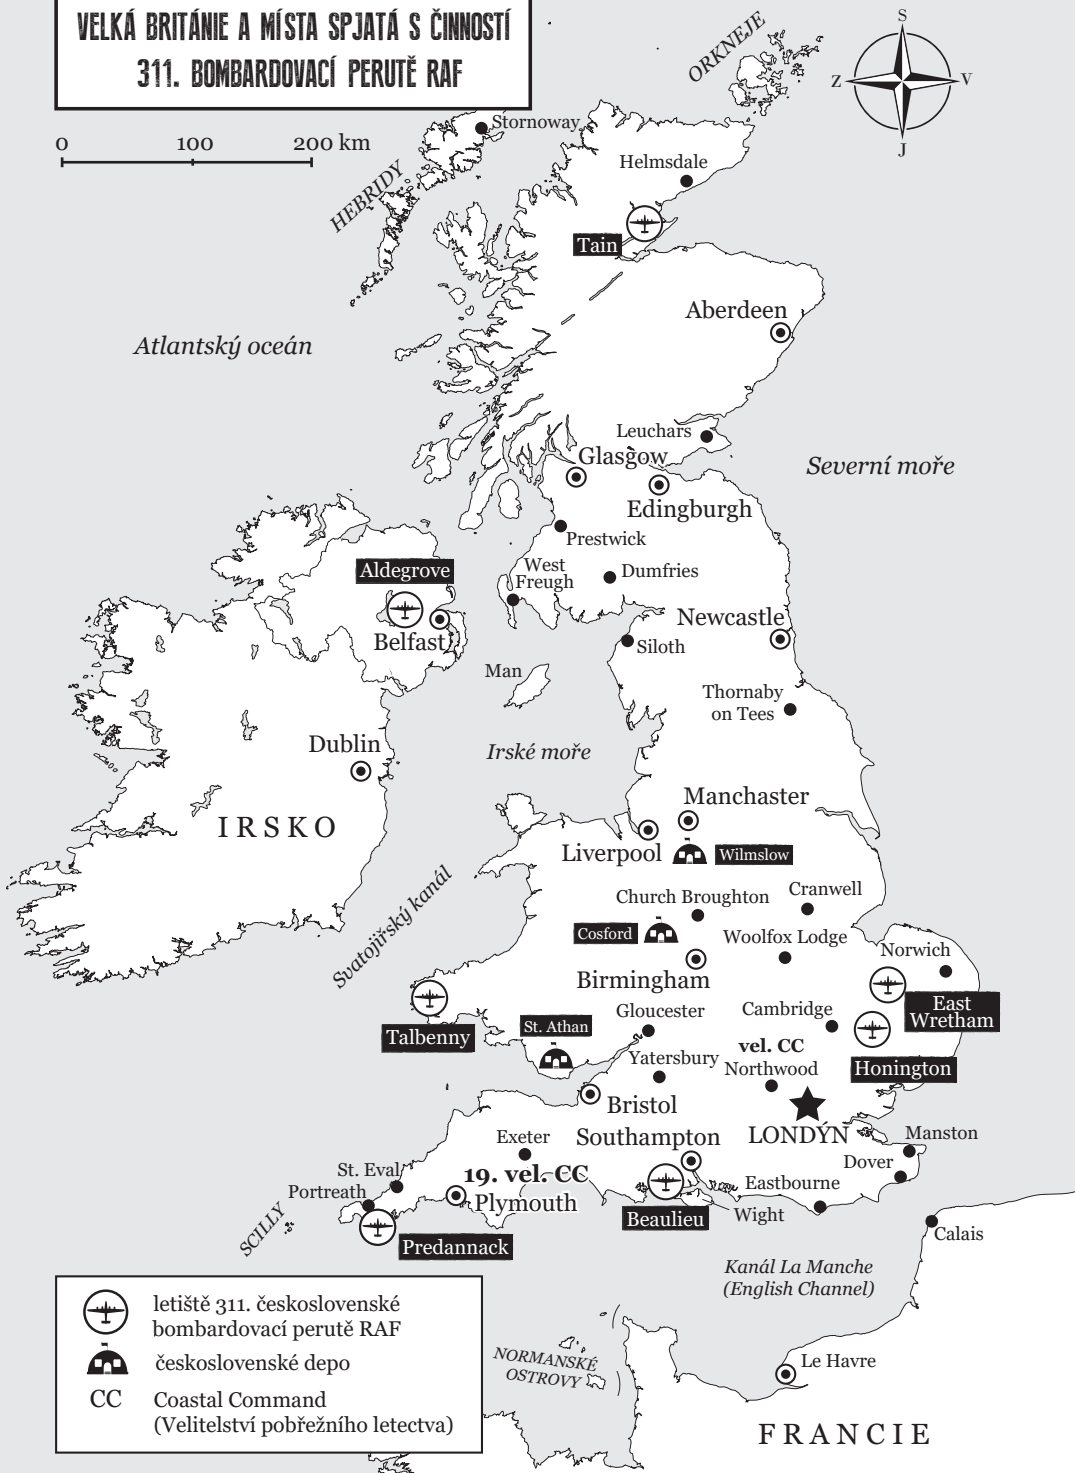 VELKÁ BRITÁNIE A MÍSTA SPJATÁ S ČINNOSTÍ
311. BOMBARDOVACÍ PERUTĚ RAF
0 100 200 km
S
Z V
J
ORKNEJE
Stornoway
HEBRIDY
Helmsdale
Tain
Aberdeen
Atlantský oceán
Leuchars
Glasgow
Severní moře
Edingburgh
Prestwick
Aldegrove
West
Freugh
Dumfries
Belfast
Newcastle
Siloth
Man
Thornaby
on Tees
Dublin
Irské moře
IRSKO
Manchaster
Liverpool
Wilmslow
Svatojiřský kanál
Church Broughton
Cranwell
Cosford
Woolfox Lodge
Norwich
Birmingham
East
Wretham
Talbenny
St. Athan
Gloucester
Cambridge
vel. CC
Yatersbury
Northwood
Honington
Bristol
LONDÝN
Exeter
Southampton
Manston
Dover
St. Eval
19. vel. CC
Portreath
Plymouth
Eastbourne
SCILLY
Beaulieu
Wight
Predannack
Calais
Kanál La Manche
(English Channel)
NORMANSKÉ
OSTROVY
Le Havre
FRANCIE
letiště 311. československé
bombardovací perutě RAF
československé depo
CC Coastal Command
(Velitelství pobřežního letectva)